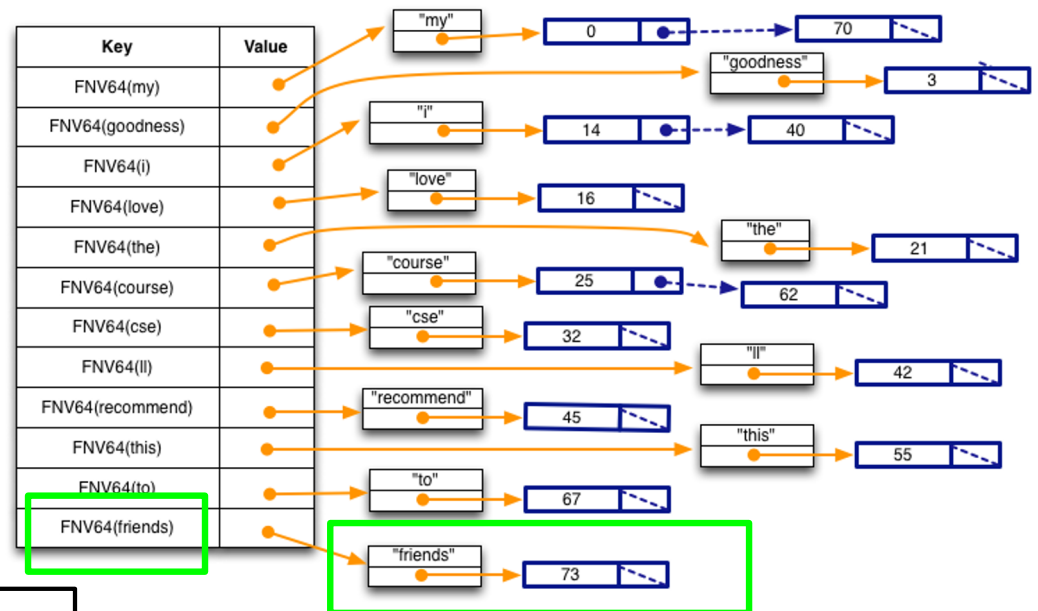 Key Value
FNV64(my) "my" 0 70
FNV64(goodness) "goodness" 3
FNV64(i) "i" 14 40
FNV64(love) "love" 16
FNV64(the) "the" 21
FNV64(course) "course" 25 62
FNV64(cse) "cse" 32
FNV64(ll) "ll" 42
FNV64(recommend) "recommend" 45
FNV64(this) "this" 55
FNV64(to) "to" 67
FNV64(friends) "friends" 73